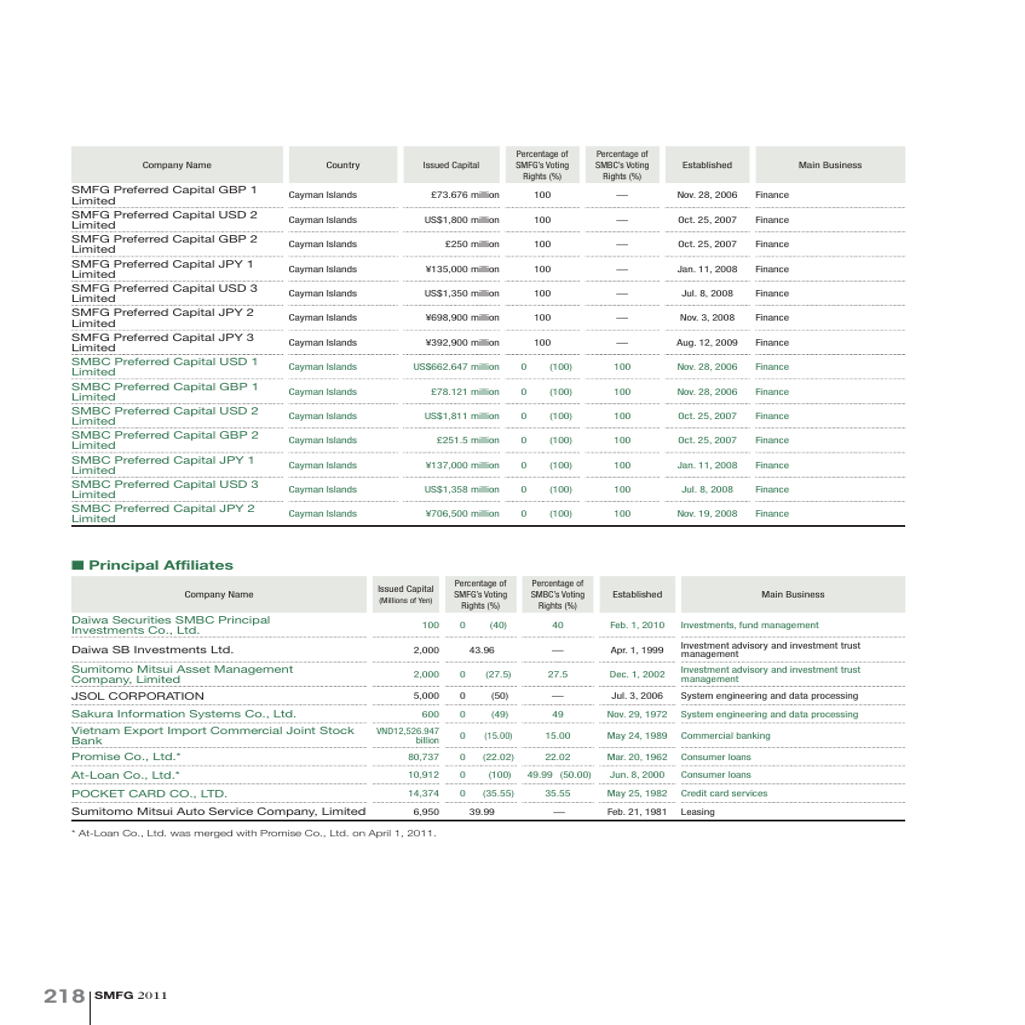 Company Name Country Issued Capital Percentage of SMFG's Voting Rights (%) Percentage of SMBC's Voting Rights (%) Established Main Business
SMFG Preferred Capital GBP 1 Limited Cayman Islands £73.676 million 100 — Nov. 28, 2006 Finance
SMFG Preferred Capital USD 2 Limited Cayman Islands US$1,800 million 100 — Oct. 25, 2007 Finance
SMFG Preferred Capital GBP 2 Limited Cayman Islands £250 million 100 — Oct. 25, 2007 Finance
SMFG Preferred Capital JPY 1 Limited Cayman Islands ¥135,000 million 100 — Jan. 11, 2008 Finance
SMFG Preferred Capital USD 3 Limited Cayman Islands US$1,350 million 100 — Jul. 8, 2008 Finance
SMFG Preferred Capital JPY 2 Limited Cayman Islands ¥698,900 million 100 — Nov. 3, 2008 Finance
SMFG Preferred Capital JPY 3 Limited Cayman Islands ¥392,900 million 100 — Aug. 12, 2009 Finance
SMBC Preferred Capital USD 1 Limited Cayman Islands US$662.647 million 0 (100) 100 Nov. 28, 2006 Finance
SMBC Preferred Capital GBP 1 Limited Cayman Islands £78.121 million 0 (100) 100 Nov. 28, 2006 Finance
SMBC Preferred Capital USD 2 Limited Cayman Islands US$1,811 million 0 (100) 100 Oct. 25, 2007 Finance
SMBC Preferred Capital GBP 2 Limited Cayman Islands £251.5 million 0 (100) 100 Oct. 25, 2007 Finance
SMBC Preferred Capital JPY 1 Limited Cayman Islands ¥137,000 million 0 (100) 100 Jan. 11, 2008 Finance
SMBC Preferred Capital USD 3 Limited Cayman Islands US$1,358 million 0 (100) 100 Jul. 8, 2008 Finance
SMBC Preferred Capital JPY 2 Limited Cayman Islands ¥706,500 million 0 (100) 100 Nov. 19, 2008 Finance
■ Principal Affiliates
Company Name Issued Capital (Millions of Yen) Percentage of SMFG's Voting Rights (%) Percentage of SMBC's Voting Rights (%) Established Main Business
Daiwa Securities SMBC Principal Investments Co., Ltd. 100 0 (40) 40 Feb. 1, 2010 Investments, fund management
Daiwa SB Investments Ltd. 2,000 43.96 — Apr. 1, 1999 Investment advisory and investment trust management
Sumitomo Mitsui Asset Management Company, Limited 2,000 0 (27.5) 27.5 Dec. 1, 2002 Investment advisory and investment trust management
JSOL CORPORATION 5,000 0 (50) — Jul. 3, 2006 System engineering and data processing
Sakura Information Systems Co., Ltd. 600 0 (49) 49 Nov. 29, 1972 System engineering and data processing
Vietnam Export Import Commercial Joint Stock Bank VND12,526.947 billion 0 (15.00) 15.00 May 24, 1989 Commercial banking
Promise Co., Ltd.* 80,737 0 (22.02) 22.02 Mar. 20, 1962 Consumer loans
At-Loan Co., Ltd.* 10,912 0 (100) 49.99 (50.00) Jun. 8, 2000 Consumer loans
POCKET CARD CO., LTD. 14,374 0 (35.55) 35.55 May 25, 1982 Credit card services
Sumitomo Mitsui Auto Service Company, Limited 6,950 39.99 — Feb. 21, 1981 Leasing
* At-Loan Co., Ltd. was merged with Promise Co., Ltd. on April 1, 2011.
218 SMFG 2011